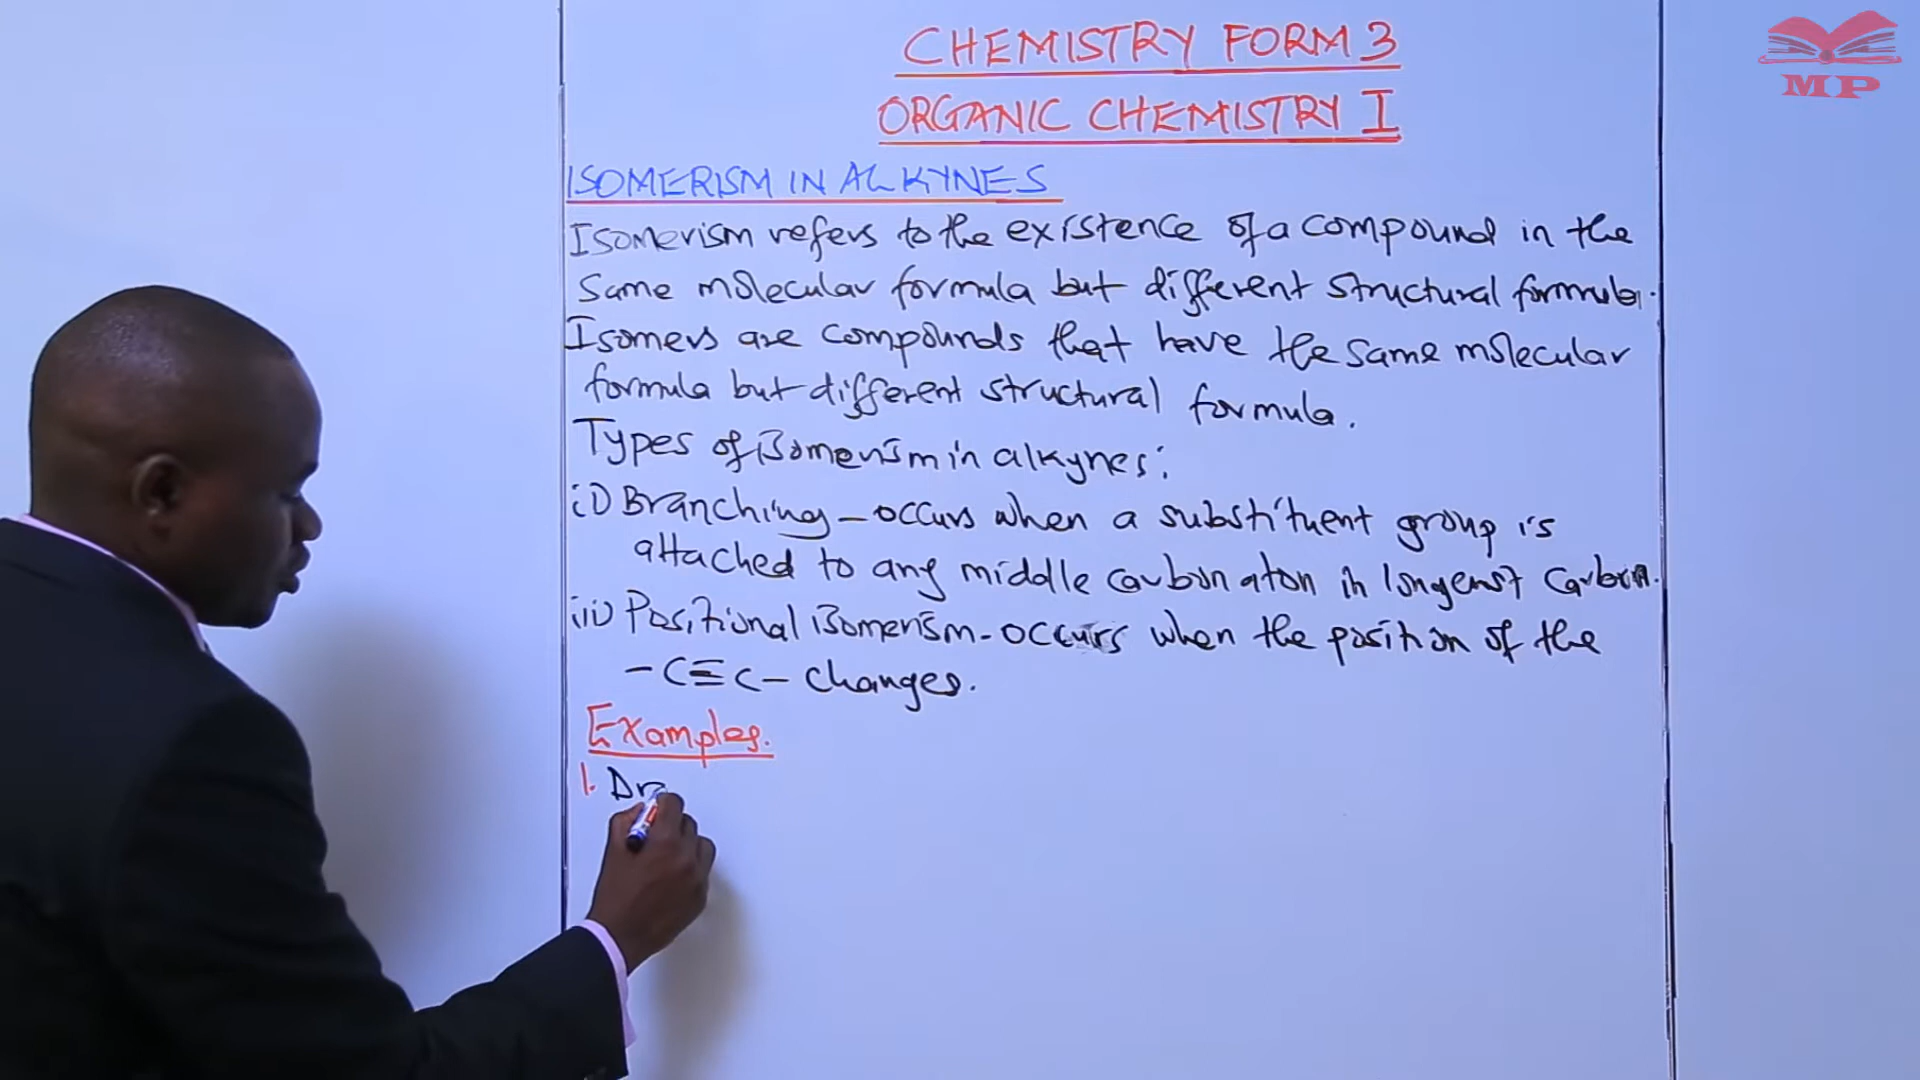 CHEMISTRY FORM 3
MP
ORGANIC CHEMISTRY I
ISOMERISM IN ALKYNES
Isomerism refers to the existence of a compound in the
same molecular formula but different structural formula.
Isomers are compounds that have the same molecular
formula but different structural formula.
Types of isomerism in alkynes:
i) Branching - occurs when a substituent group is
attached to any middle carbon atom in longest carbon.
ii) Positional isomerism - occurs when the position of the
-C≡C- changes.
Examples.
1. Dra